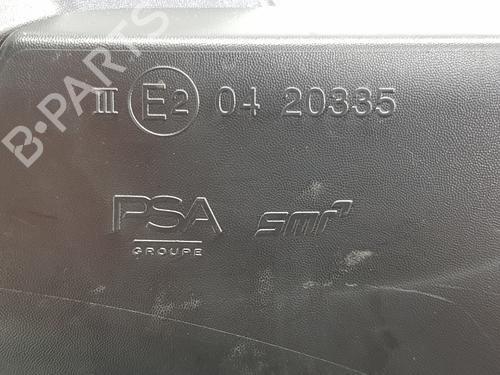 III E2 04 20335
PSA smr
GROUPE
B-PARTS